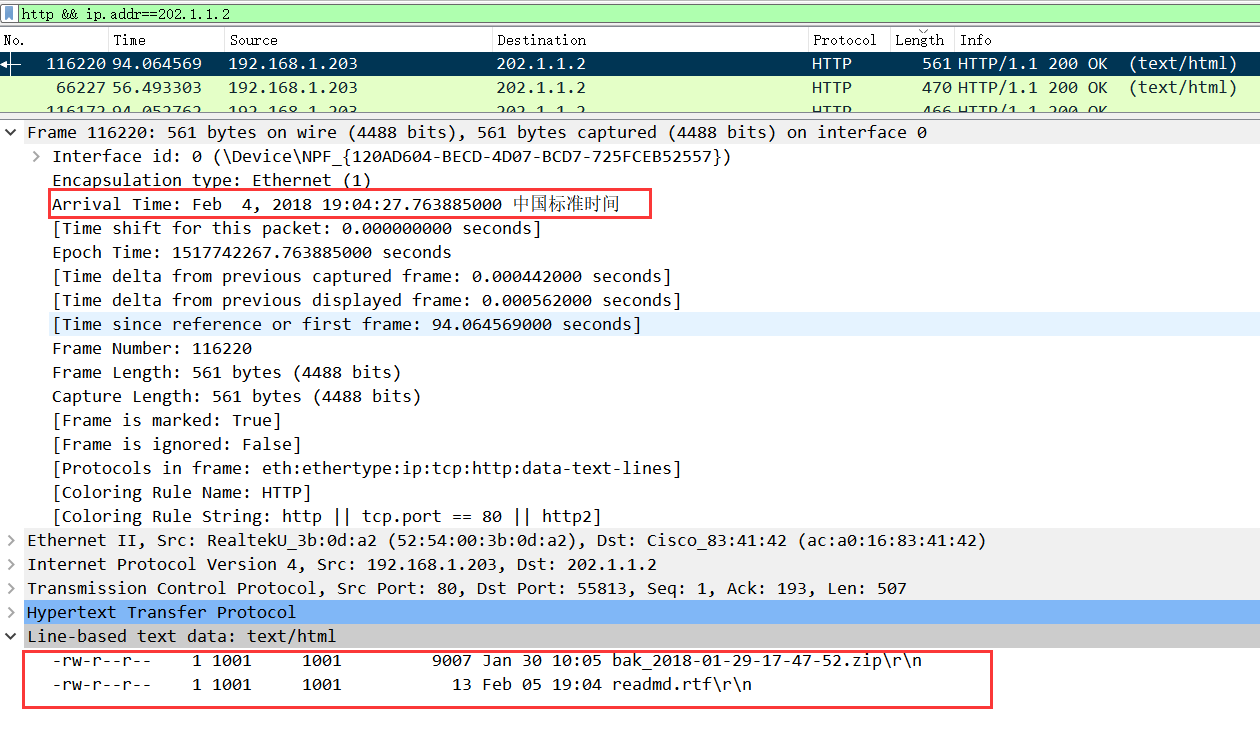 http && ip.addr==202.1.1.2
No. Time Source Destination Protocol Length Info
116220 94.064569 192.168.1.203 202.1.1.2 HTTP 561 HTTP/1.1 200 OK (text/html)
66227 56.493303 192.168.1.203 202.1.1.2 HTTP 470 HTTP/1.1 200 OK (text/html)
116172 94.052762 192.168.1.203 202.1.1.2 HTTP 466 HTTP/1.1 200 OK
Frame 116220: 561 bytes on wire (4488 bits), 561 bytes captured (4488 bits) on interface 0
Interface id: 0 (\Device\NPF_{120AD604-BECD-4D07-BCD7-725FCEB52557})
Encapsulation type: Ethernet (1)
Arrival Time: Feb  4, 2018 19:04:27.763885000 中国标准时间
[Time shift for this packet: 0.000000000 seconds]
Epoch Time: 1517742267.763885000 seconds
[Time delta from previous captured frame: 0.000442000 seconds]
[Time delta from previous displayed frame: 0.000562000 seconds]
[Time since reference or first frame: 94.064569000 seconds]
Frame Number: 116220
Frame Length: 561 bytes (4488 bits)
Capture Length: 561 bytes (4488 bits)
[Frame is marked: True]
[Frame is ignored: False]
[Protocols in frame: eth:ethertype:ip:tcp:http:data-text-lines]
[Coloring Rule Name: HTTP]
[Coloring Rule String: http || tcp.port == 80 || http2]
Ethernet II, Src: RealtekU_3b:0d:a2 (52:54:00:3b:0d:a2), Dst: Cisco_83:41:42 (ac:a0:16:83:41:42)
Internet Protocol Version 4, Src: 192.168.1.203, Dst: 202.1.1.2
Transmission Control Protocol, Src Port: 80, Dst Port: 55813, Seq: 1, Ack: 193, Len: 507
Hypertext Transfer Protocol
Line-based text data: text/html
-rw-r--r--    1 1001     1001         9007 Jan 30 10:05 bak_2018-01-29-17-47-52.zip\r\n
-rw-r--r--    1 1001     1001           13 Feb 05 19:04 readmd.rtf\r\n